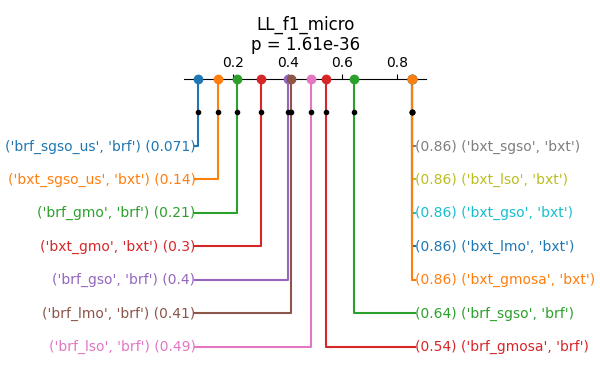 LL_f1_micro
p = 1.61e-36
0.2 0.4 0.6 0.8
('brf_sgso_us', 'brf') (0.071)
(0.86) ('bxt_sgso', 'bxt')
('bxt_sgso_us', 'bxt') (0.14)
(0.86) ('bxt_lso', 'bxt')
('brf_gmo', 'brf') (0.21)
(0.86) ('bxt_gso', 'bxt')
('bxt_gmo', 'bxt') (0.3)
(0.86) ('bxt_lmo', 'bxt')
('brf_gso', 'brf') (0.4)
(0.86) ('bxt_gmosa', 'bxt')
('brf_lmo', 'brf') (0.41)
(0.64) ('brf_sgso', 'brf')
('brf_lso', 'brf') (0.49)
(0.54) ('brf_gmosa', 'brf')